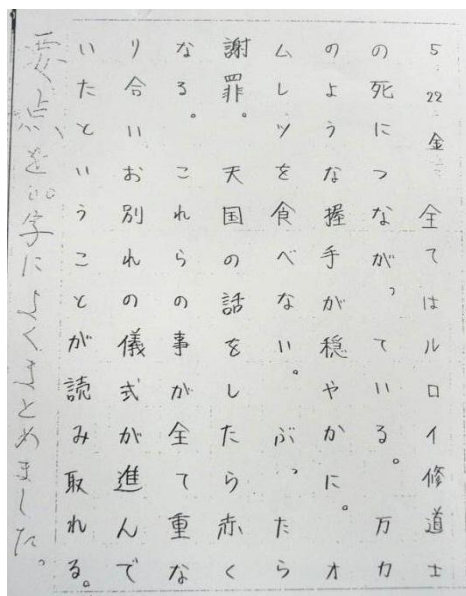 5.22金 全てはルロイ修道士
の死につながっている。万力
のような握手が穏やかに。オ
ムレツを食べない。ぶったら
謝罪。天国の話をしたら赤く
なる。これらの事が全て重な
り合いお別れの儀式が進んで
いたということが読み取れる。
要点を100字によくまとめました。